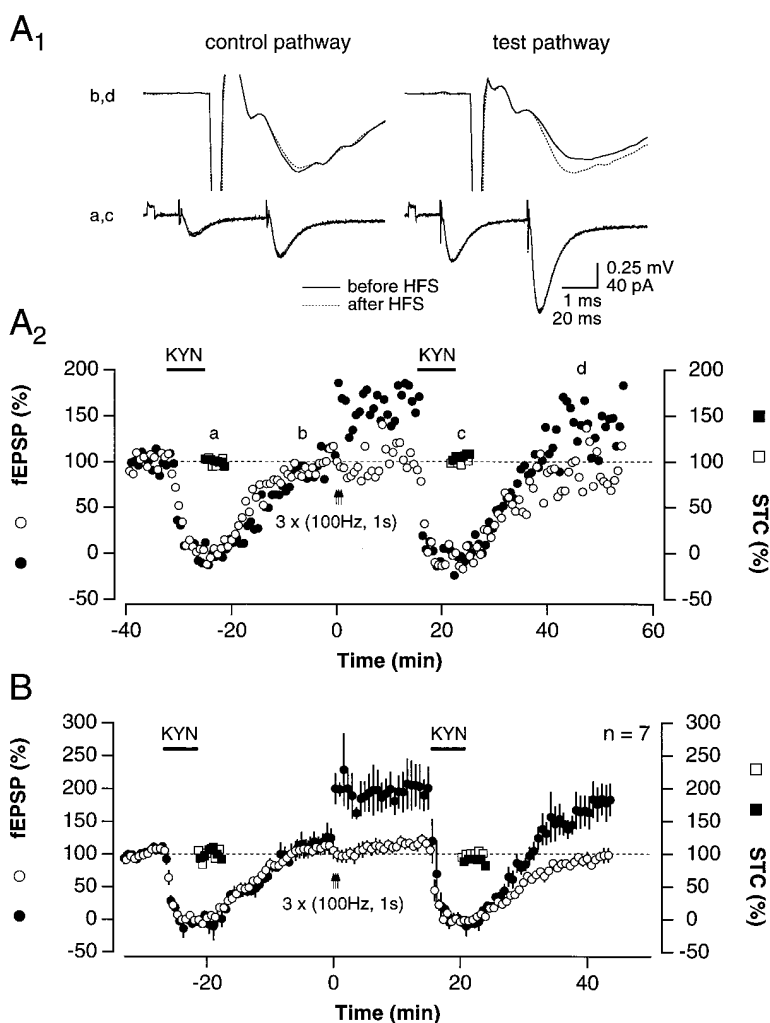 A1
control pathway
test pathway
b,d
a,c
before HFS
after HFS
0.25 mV
40 pA
1 ms
20 ms
A2
KYN
KYN
200
150
100
50
0
-50
fEPSP (%)
a
b
c
d
3 x (100Hz, 1s)
200
150
100
50
0
-50
STC (%)
-40
-20
0
20
40
60
Time (min)
B
KYN
KYN
n = 7
300
250
200
150
100
50
0
-50
fEPSP (%)
3 x (100Hz, 1s)
300
250
200
150
100
50
0
-50
STC (%)
-20
0
20
40
Time (min)